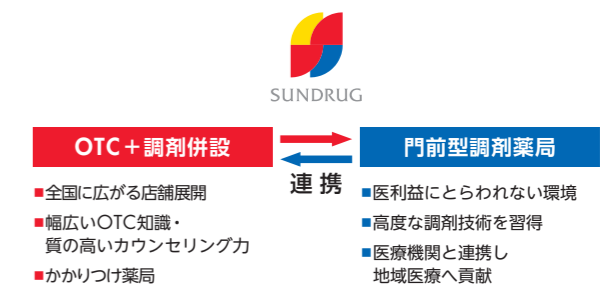 SUNDRUG
OTC＋調剤併設
連携
門前型調剤薬局
■全国に広がる店舗展開
■幅広いOTC知識・
質の高いカウンセリング力
■かかりつけ薬局
■医利益にとらわれない環境
■高度な調剤技術を習得
■医療機関と連携し
地域医療へ貢献